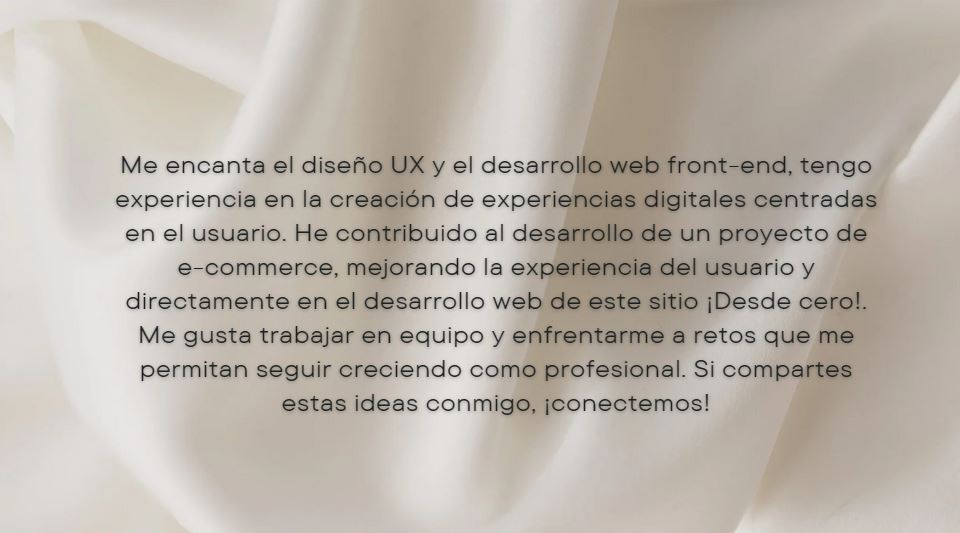 Me encanta el diseño UX y el desarrollo web front-end, tengo
experiencia en la creación de experiencias digitales centradas
en el usuario. He contribuido al desarrollo de un proyecto de
e-commerce, mejorando la experiencia del usuario y
directamente en el desarrollo web de este sitio ¡Desde cero!.
Me gusta trabajar en equipo y enfrentarme a retos que me
permitan seguir creciendo como profesional. Si compartes
estas ideas conmigo, ¡conectemos!